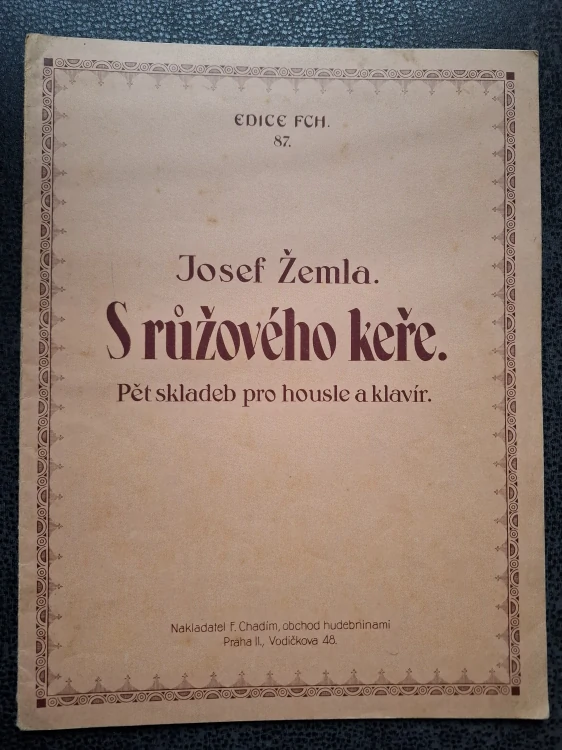 EDICE FCH.
87.
Josef Žemla.
S růžového keře.
Pět skladeb pro housle a klavír.
Nakladatel F. Chadím, obchod hudebninami
Praha II., Vodičkova 48.